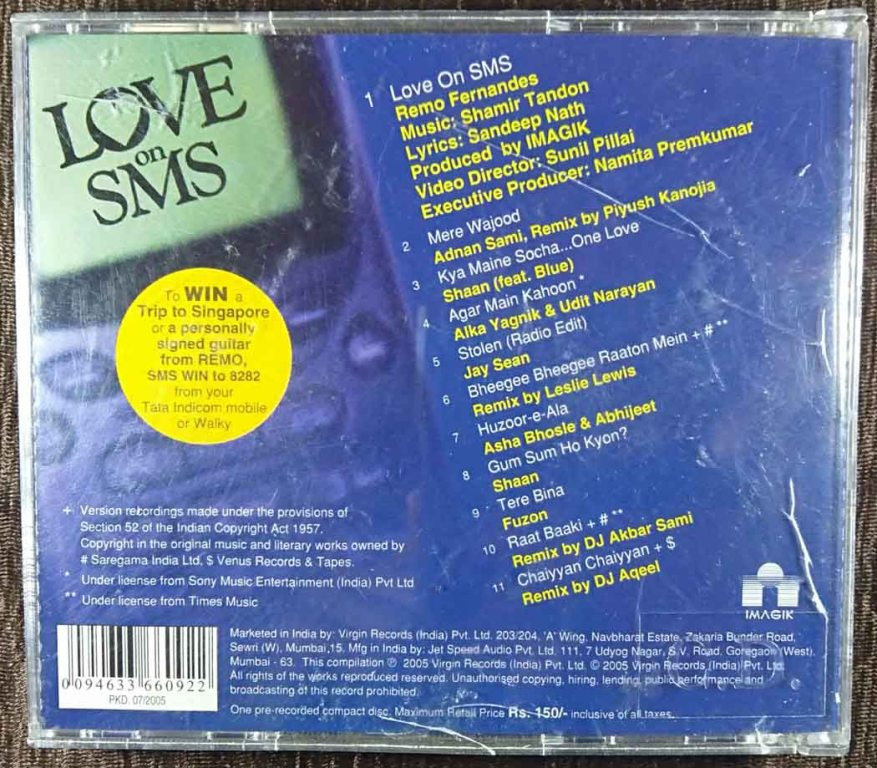 LOVE
on
SMS
To WIN a
Trip to Singapore
or a personally
signed guitar
from REMO,
SMS WIN to 8282
from your
Tata Indicom mobile
or Walky
1 Love On SMS
Remo Fernandes
Music: Shamir Tandon
Lyrics: Sandeep Nath
Produced by IMAGIK
Video Director: Sunil Pillai
Executive Producer: Namita Premkumar
2 Mere Wajood
Adnan Sami, Remix by Piyush Kanojia
3 Kya Maine Socha...One Love
Shaan (feat. Blue)
4 Agar Main Kahoon *
Alka Yagnik & Udit Narayan
5 Stolen (Radio Edit)
Jay Sean
6 Bheegee Bheegee Raaton Mein + # **
Remix by Leslie Lewis
7 Huzoor-e-Ala
Asha Bhosle & Abhijeet
8 Gum Sum Ho Kyon?
Shaan
9 Tere Bina
Fuzon
10 Raat Baaki + # **
Remix by DJ Akbar Sami
11 Chaiyyan Chaiyyan + $
Remix by DJ Aqeel
+ Version recordings made under the provisions of
Section 52 of the Indian Copyright Act 1957.
Copyright in the original music and literary works owned by
# Saregama India Ltd, $ Venus Records & Tapes.
* Under license from Sony Music Entertainment (India) Pvt Ltd
** Under license from Times Music
IMAGIK
0 094633 660922
PKD. 07/2005
Marketed in India by: Virgin Records (India) Pvt. Ltd. 203/204, 'A' Wing, Navbharat Estate, Zakaria Bunder Road,
Sewri (W), Mumbai,15. Mfg in India by: Jet Speed Audio Pvt. Ltd. 111, 7 Udyog Nagar, S.V. Road, Goregaon (West),
Mumbai - 63. This compilation ℗ 2005 Virgin Records (India) Pvt. Ltd. © 2005 Virgin Records (India) Pvt. Ltd.
All rights of the works reproduced reserved. Unauthorised copying, hiring, lending, public performance and
broadcasting of this record prohibited.
One pre-recorded compact disc. Maximum Retail Price Rs. 150/- inclusive of all taxes.